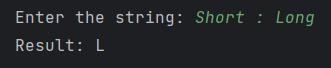 Enter the string: Short : Long
Result: L